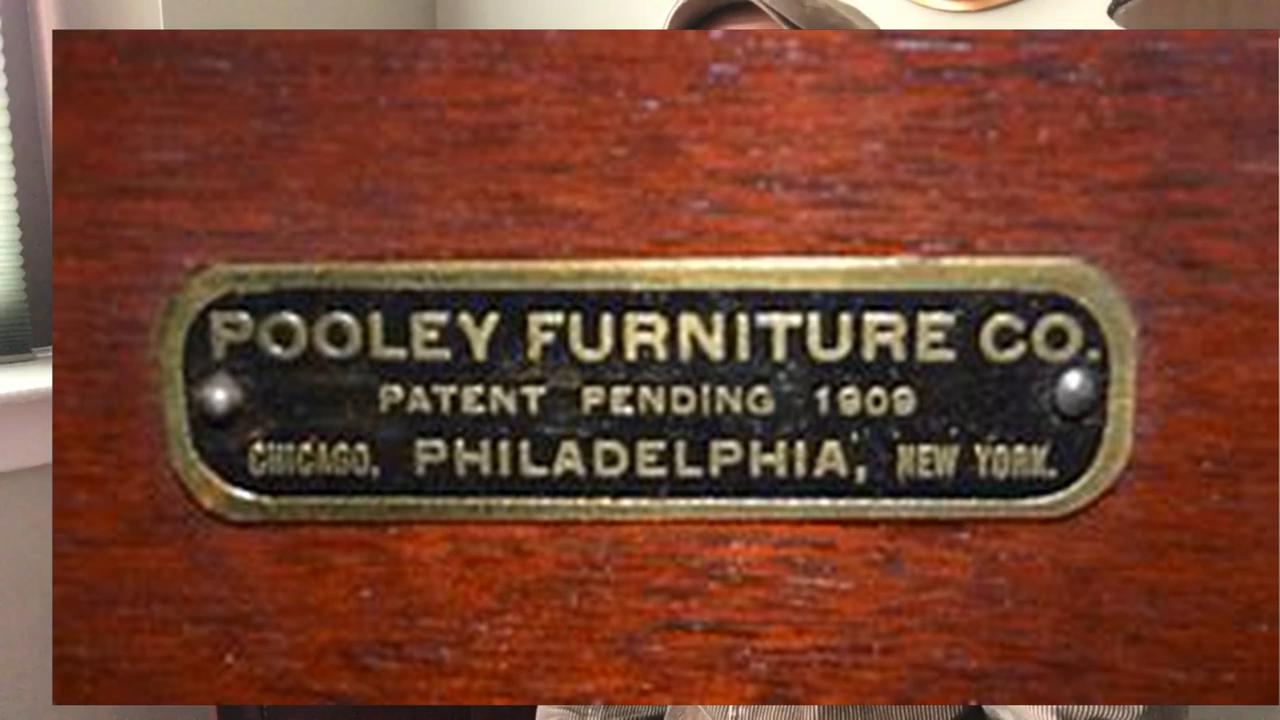 POOLEY FURNITURE CO.
PATENT PENDING 1909
CHICAGO, PHILADELPHIA, NEW YORK.